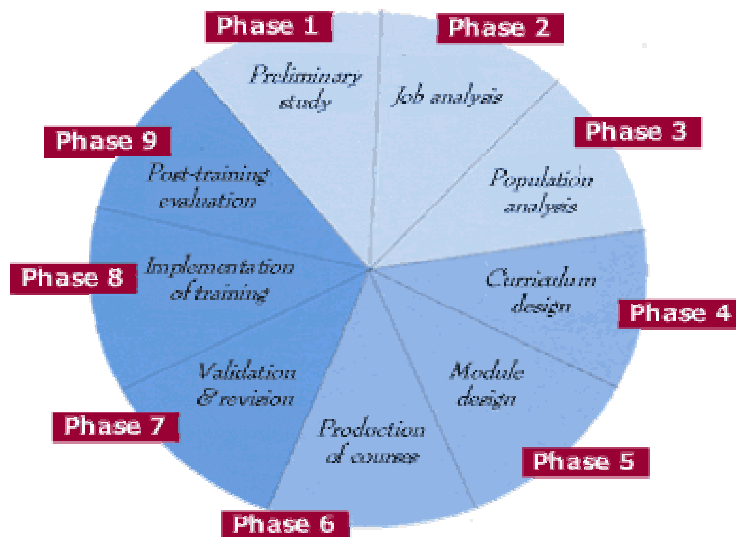 Phase 1
Preliminary
study
Phase 2
Job analysis
Phase 3
Population
analysis
Phase 4
Curriculum
design
Phase 5
Module
design
Phase 6
Production
of courses
Phase 7
Validation
& revision
Phase 8
Implementation
of training
Phase 9
Post-training
evaluation